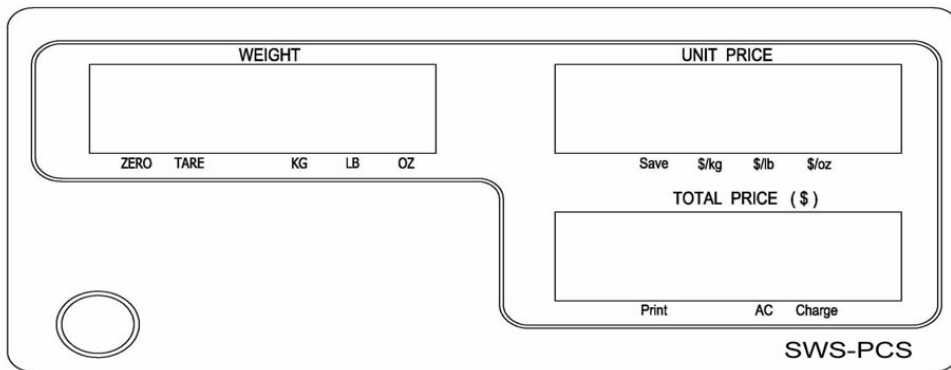 WEIGHT
UNIT PRICE
ZERO TARE KG LB OZ
Save $/kg $/lb $/oz
TOTAL PRICE ( $ )
Print AC Charge
SWS-PCS